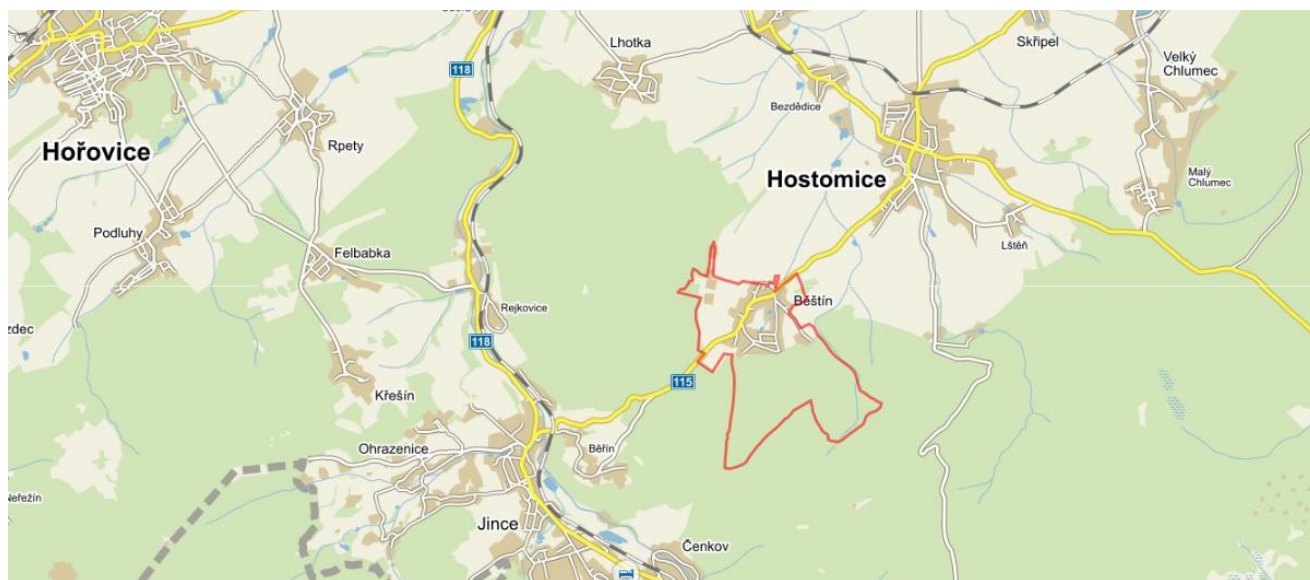 118
Lhotka
Skřipel
Velký
Chlumec
Bezdědice
Hořovice
Rpety
Hostomice
Malý
Chlumec
Podluhy
Felbabka
Lštěň
Rejkovice
Běštín
118
115
Křešín
Ohrazenice
Běřín
Neřežín
Jince
Čenkov